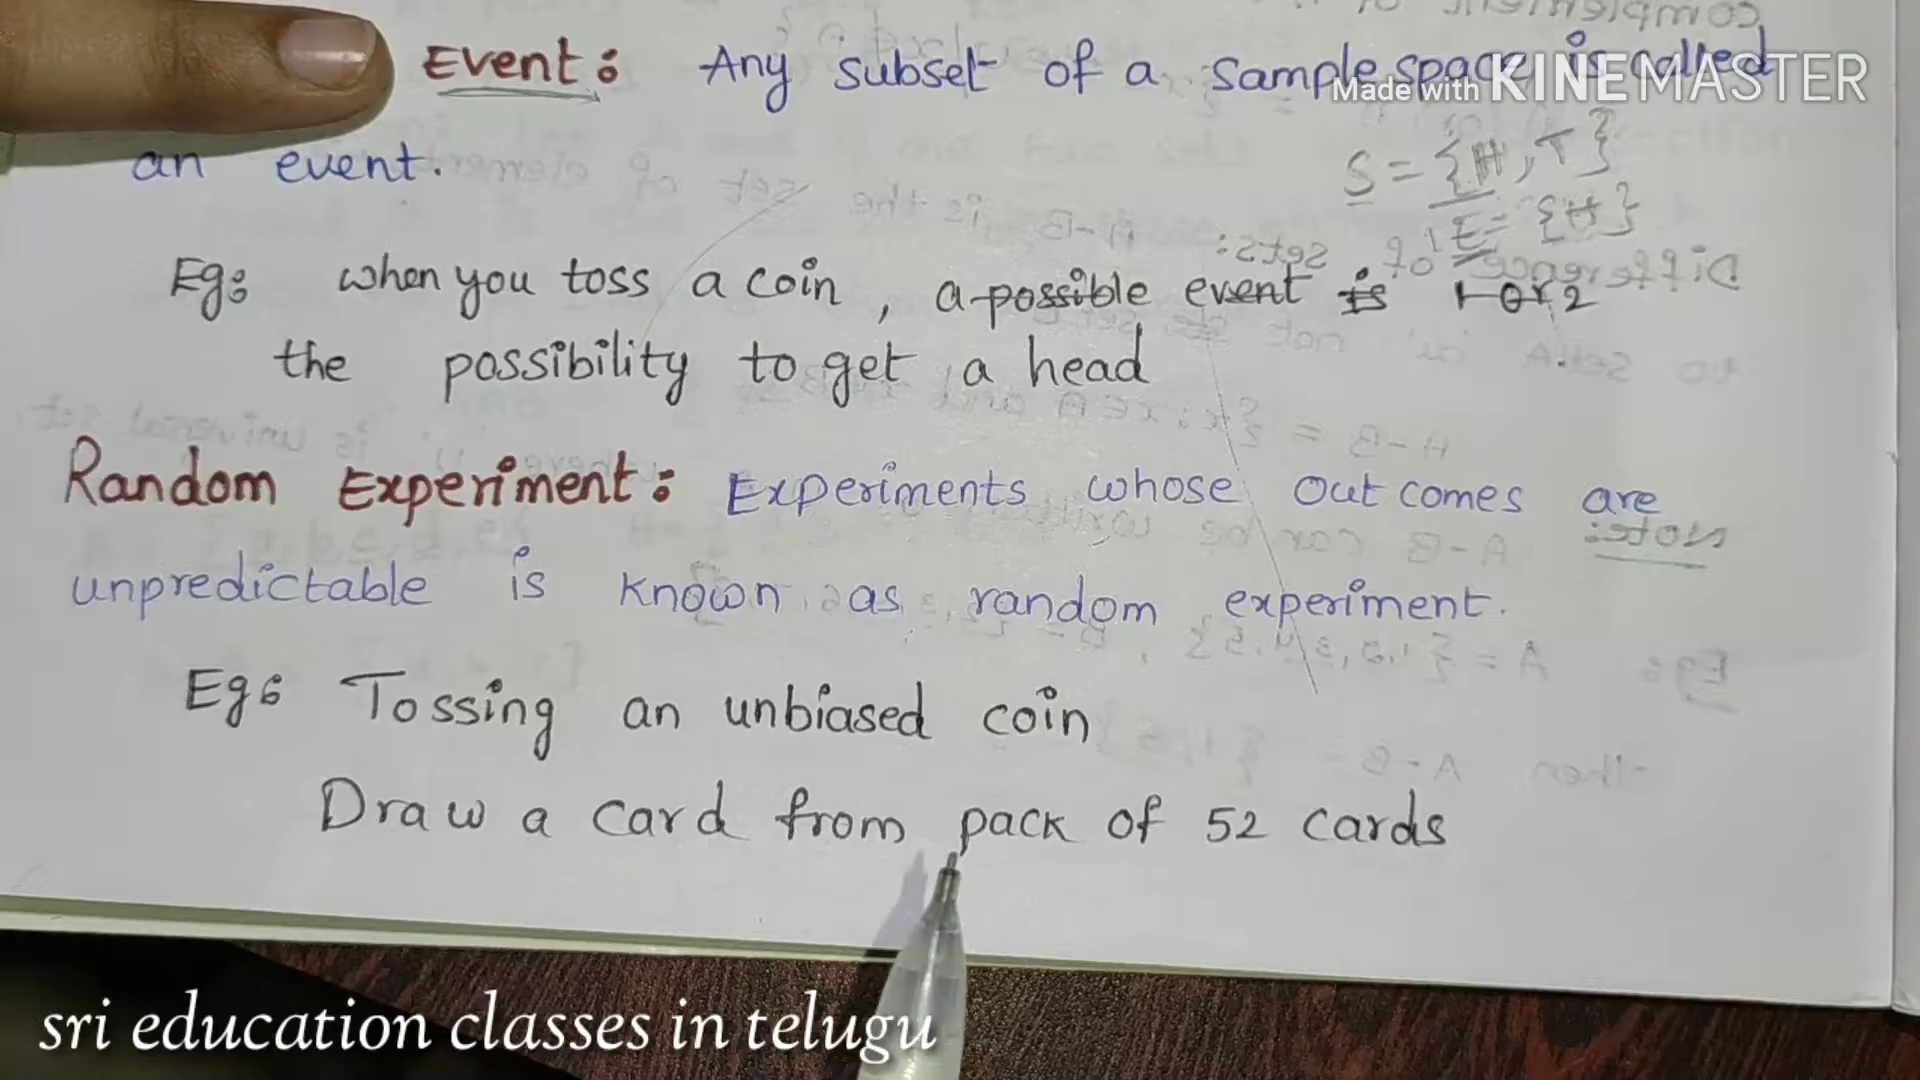 Event: Any subset of a sample space is called
Made with KINEMASTER
an event.
S = {H, T}
E = {H}
Eg: when you toss a coin, a possible event is 1 or 2
the possibility to get a head
Random Experiment: Experiments whose outcomes are
unpredictable is known as random experiment.
Eg: Tossing an unbiased coin
Draw a card from pack of 52 cards
sri education classes in telugu